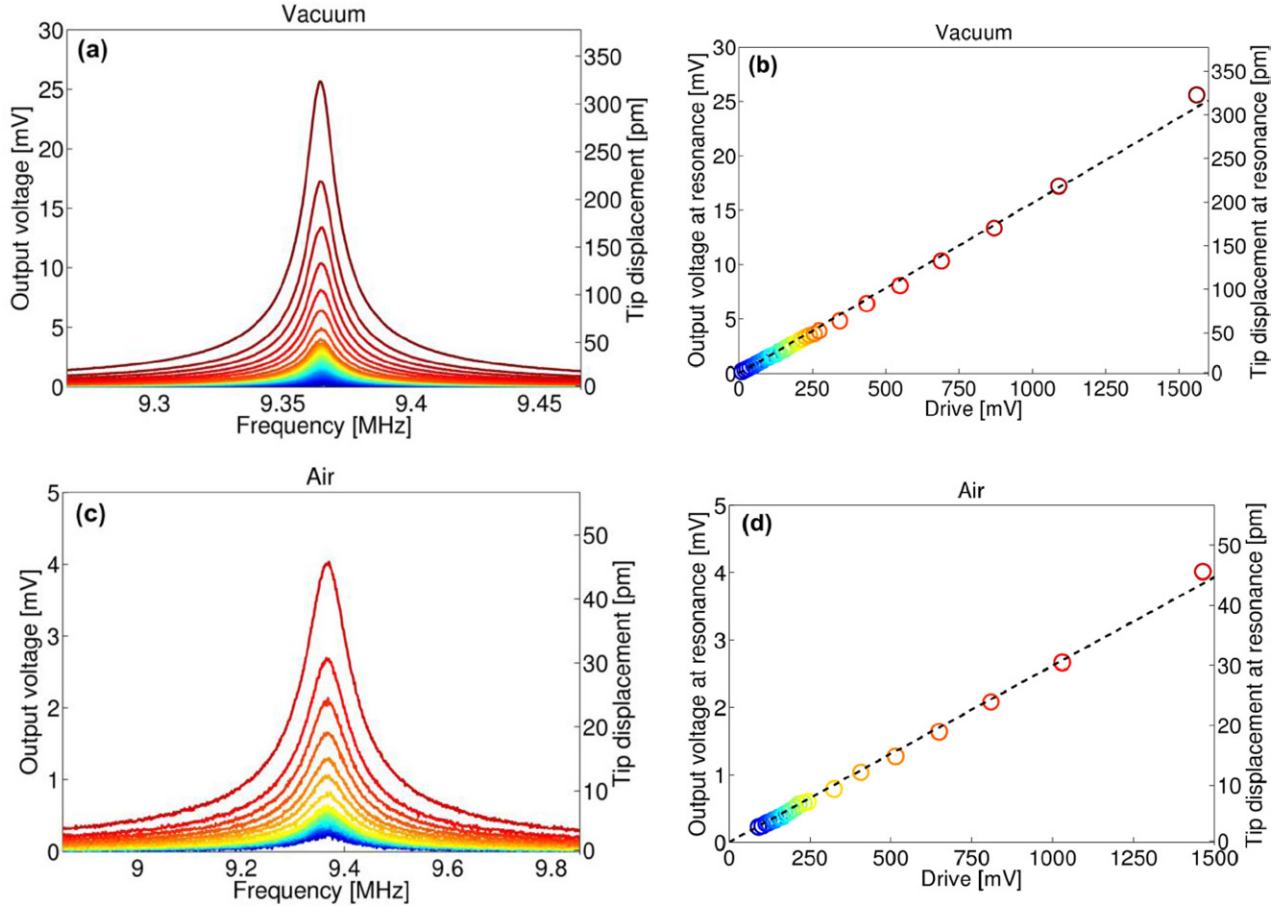 Vacuum
(a)
Output voltage [mV]
30
25
20
15
10
5
0
350
300
250
200
150
100
50
0
Tip displacement [pm]
9.3 9.35 9.4 9.45
Frequency [MHz]
Vacuum
(b)
Output voltage at resonance [mV]
30
25
20
15
10
5
0
350
300
250
200
150
100
50
0
Tip displacement at resonance [pm]
0 250 500 750 1000 1250 1500
Drive [mV]
Air
(c)
Output voltage [mV]
5
4
3
2
1
0
50
40
30
20
10
0
Tip displacement [pm]
9 9.2 9.4 9.6 9.8
Frequency [MHz]
Air
(d)
Output voltage at resonance [mV]
5
4
3
2
1
0
50
40
30
20
10
0
Tip displacement at resonance [pm]
0 250 500 750 1000 1250 1500
Drive [mV]